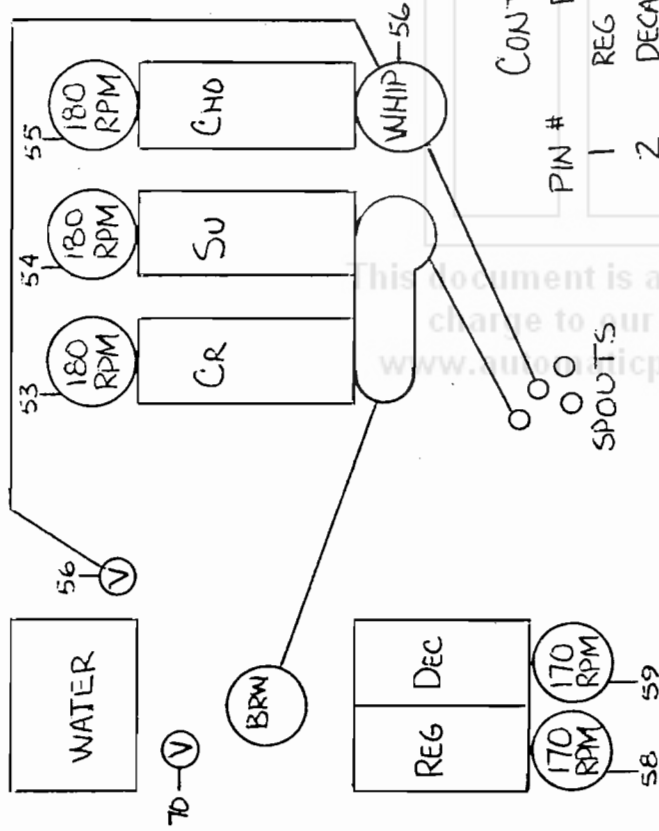 WATER
56
V
70
V
BRW
REG
DEC
170
RPM
58
170
RPM
59
53
180
RPM
CR
54
180
RPM
SU
55
180
RPM
CHO
WHIP
56
SPOUTS
CONT
PIN #
1 REG
2 DECA
This document is a
charge to our
www.automaticp